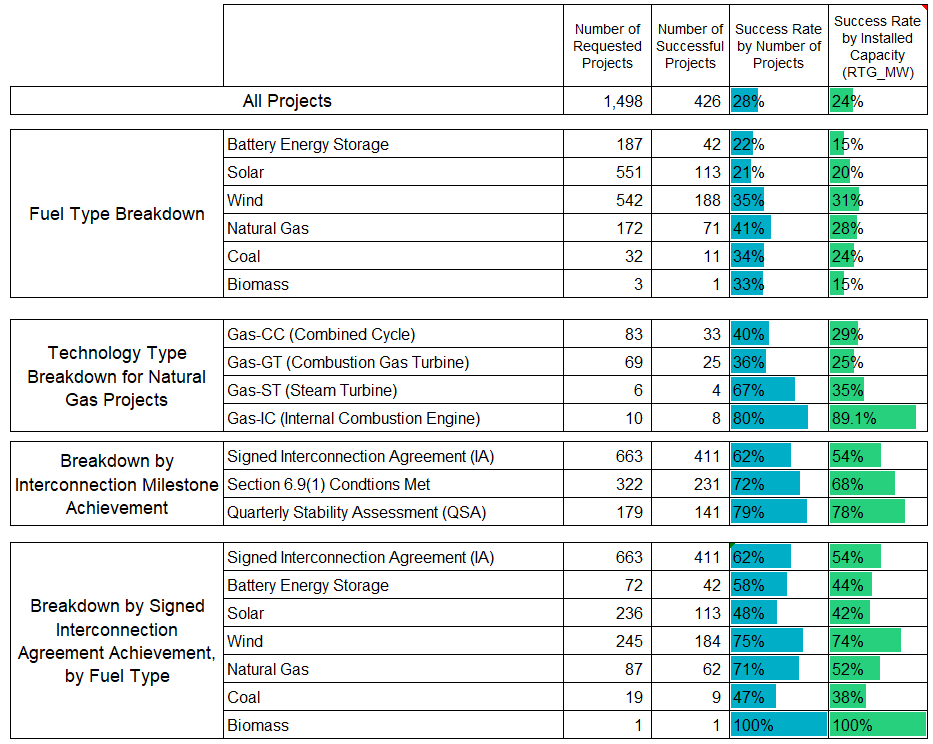 Number of Requested Projects | Number of Successful Projects | Success Rate by Number of Projects | Success Rate by Installed Capacity (RTG_MW)
All Projects | 1,498 | 426 | 28% | 24%
Fuel Type Breakdown
Battery Energy Storage | 187 | 42 | 22% | 15%
Solar | 551 | 113 | 21% | 20%
Wind | 542 | 188 | 35% | 31%
Natural Gas | 172 | 71 | 41% | 28%
Coal | 32 | 11 | 34% | 24%
Biomass | 3 | 1 | 33% | 15%
Technology Type Breakdown for Natural Gas Projects
Gas-CC (Combined Cycle) | 83 | 33 | 40% | 29%
Gas-GT (Combustion Gas Turbine) | 69 | 25 | 36% | 25%
Gas-ST (Steam Turbine) | 6 | 4 | 67% | 35%
Gas-IC (Internal Combustion Engine) | 10 | 8 | 80% | 89.1%
Breakdown by Interconnection Milestone Achievement
Signed Interconnection Agreement (IA) | 663 | 411 | 62% | 54%
Section 6.9(1) Condtions Met | 322 | 231 | 72% | 68%
Quarterly Stability Assessment (QSA) | 179 | 141 | 79% | 78%
Breakdown by Signed Interconnection Agreement Achievement, by Fuel Type
Signed Interconnection Agreement (IA) | 663 | 411 | 62% | 54%
Battery Energy Storage | 72 | 42 | 58% | 44%
Solar | 236 | 113 | 48% | 42%
Wind | 245 | 184 | 75% | 74%
Natural Gas | 87 | 62 | 71% | 52%
Coal | 19 | 9 | 47% | 38%
Biomass | 1 | 1 | 100% | 100%